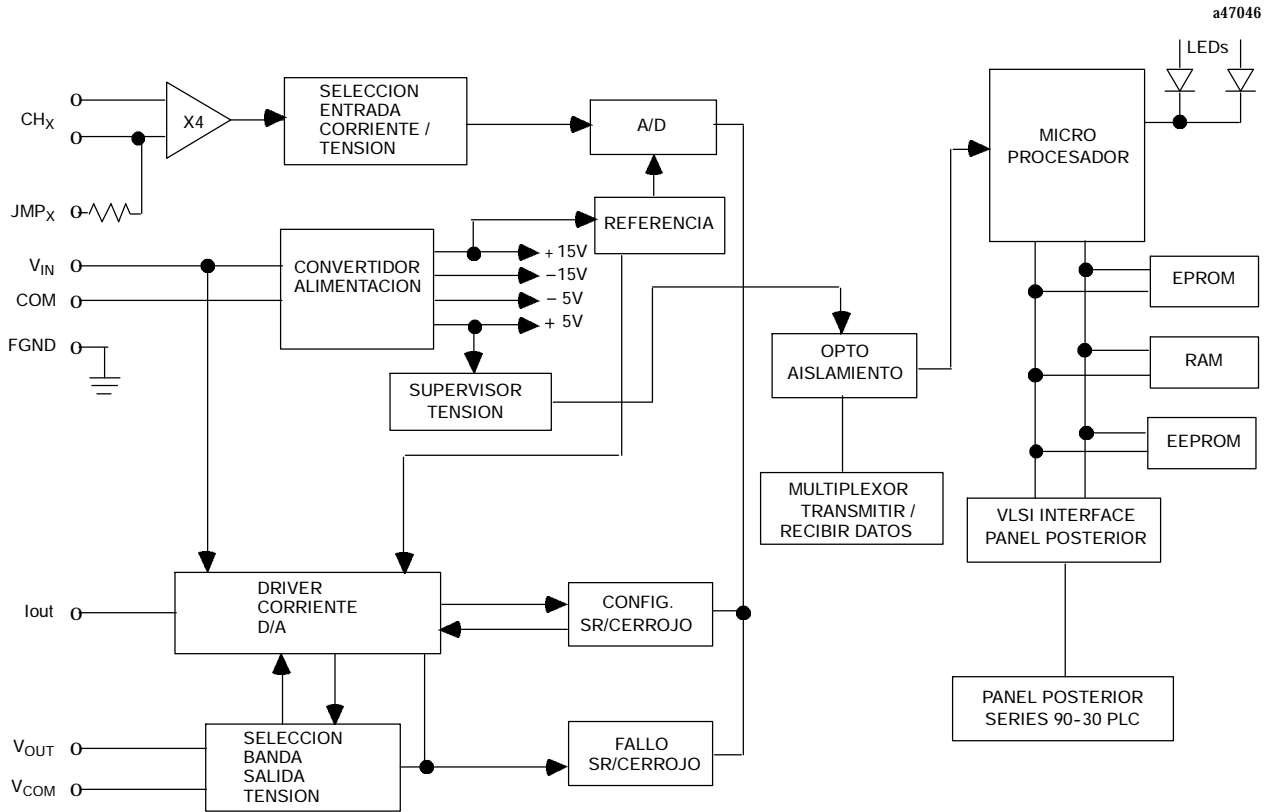 a47046
LEDs
CHX
X4
SELECCION
ENTRADA
CORRIENTE /
TENSION
A/D
MICRO
PROCESADOR
JMPX
REFERENCIA
VIN
CONVERTIDOR
ALIMENTACION
+ 15V
−15V
− 5V
+ 5V
COM
FGND
EPROM
OPTO
AISLAMIENTO
RAM
SUPERVISOR
TENSION
EEPROM
MULTIPLEXOR
TRANSMITIR /
RECIBIR DATOS
VLSI INTERFACE
PANEL POSTERIOR
Iout
DRIVER
CORRIENTE
D/A
CONFIG.
SR/CERROJO
PANEL POSTERIOR
SERIES 90-30 PLC
VOUT
VCOM
SELECCION
BANDA
SALIDA
TENSION
FALLO
SR/CERROJO